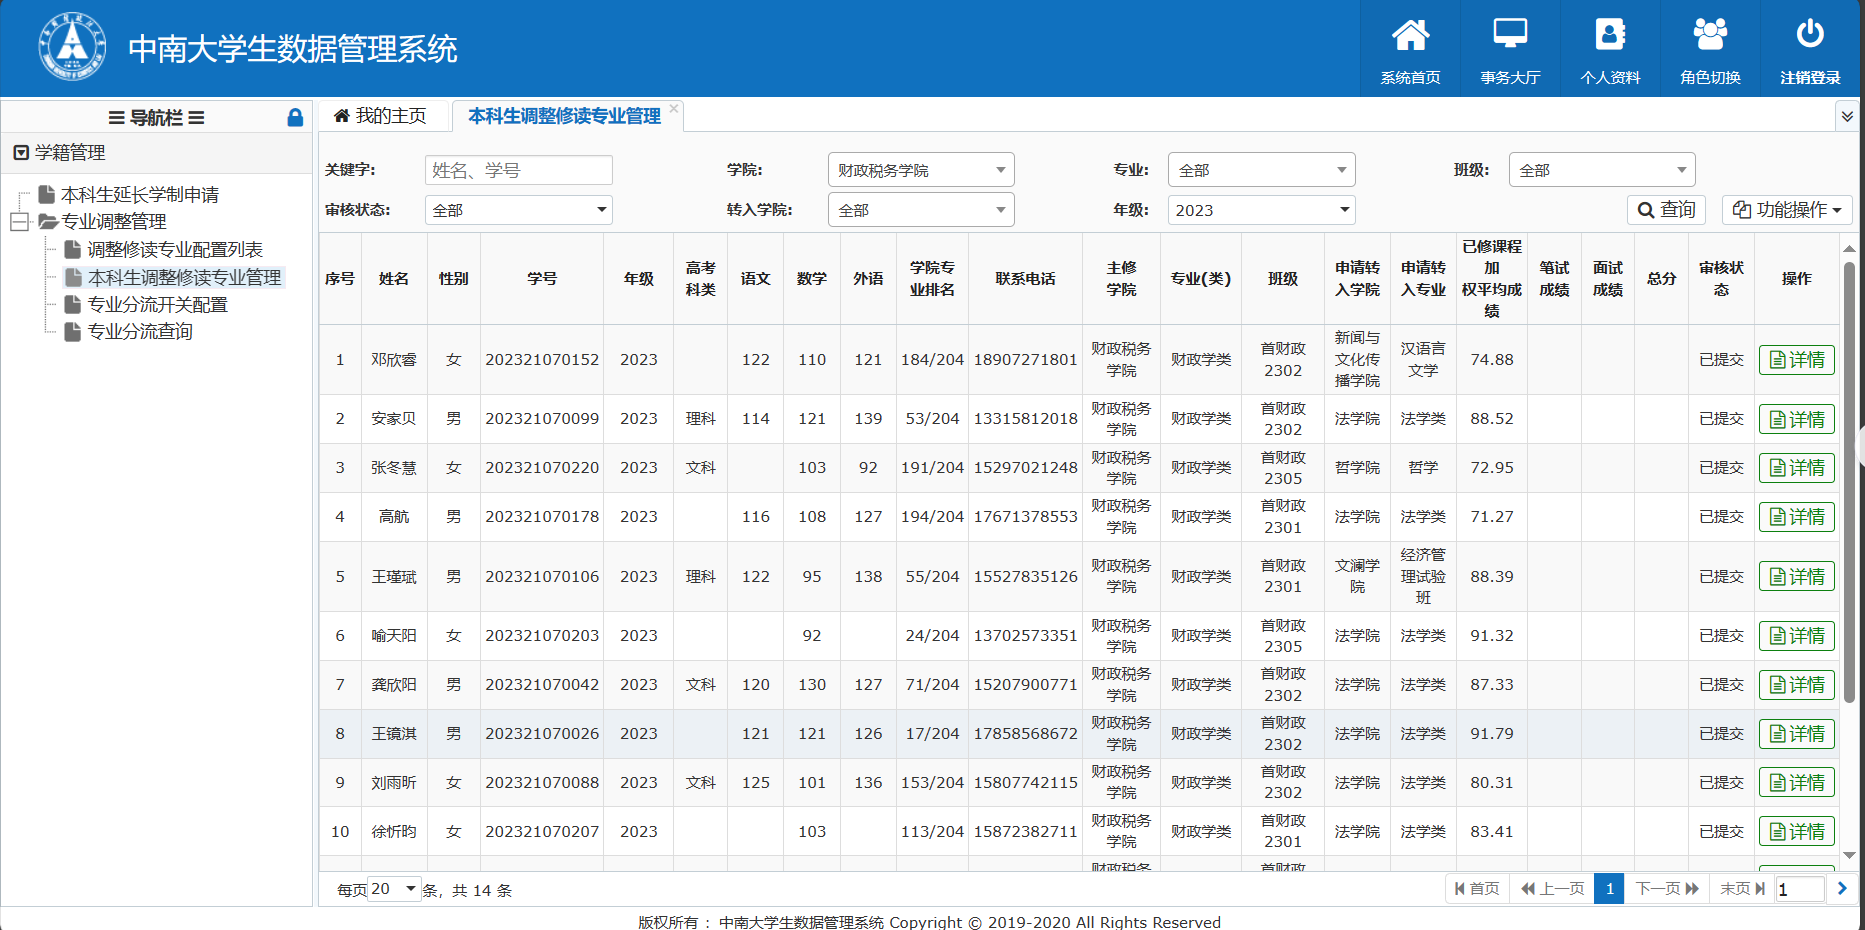 中南大学生数据管理系统
系统首页 事务大厅 个人资料 角色切换 注销登录
导航栏
学籍管理
本科生延长学制申请
专业调整管理
调整修读专业配置列表
本科生调整修读专业管理
专业分流开关配置
专业分流查询
我的主页 本科生调整修读专业管理
关键字: 姓名、学号 学院: 财政税务学院 专业: 全部 班级: 全部
审核状态: 全部 转入学院: 全部 年级: 2023 查询 功能操作
序号 姓名 性别 学号 年级 高考科类 语文 数学 外语 学院专业排名 联系电话 主修学院 专业(类) 班级 申请转入学院 申请转入专业 已修课程加权平均成绩 笔试成绩 面试成绩 总分 审核状态 操作
1 邓欣睿 女 202321070152 2023 122 110 121 184/204 18907271801 财政税务学院 财政学类 首财政2302 新闻与文化传播学院 汉语言文学 74.88 已提交 详情
2 安家贝 男 202321070099 2023 理科 114 121 139 53/204 13315812018 财政税务学院 财政学类 首财政2302 法学院 法学类 88.52 已提交 详情
3 张冬慧 女 202321070220 2023 文科 103 92 191/204 15297021248 财政税务学院 财政学类 首财政2305 哲学院 哲学 72.95 已提交 详情
4 高航 男 202321070178 2023 116 108 127 194/204 17671378553 财政税务学院 财政学类 首财政2301 法学院 法学类 71.27 已提交 详情
5 王瑾珷 男 202321070106 2023 理科 122 95 138 55/204 15527835126 财政税务学院 财政学类 首财政2301 文澜学院 经济管理试验班 88.39 已提交 详情
6 喻天阳 女 202321070203 2023 92 24/204 13702573351 财政税务学院 财政学类 首财政2305 法学院 法学类 91.32 已提交 详情
7 龚欣阳 男 202321070042 2023 文科 120 130 127 71/204 15207900771 财政税务学院 财政学类 首财政2302 法学院 法学类 87.33 已提交 详情
8 王镜淇 男 202321070026 2023 121 121 126 17/204 17858568672 财政税务学院 财政学类 首财政2302 法学院 法学类 91.79 已提交 详情
9 刘雨昕 女 202321070088 2023 文科 125 101 136 153/204 15807742115 财政税务学院 财政学类 首财政2302 法学院 法学类 80.31 已提交 详情
10 徐忻昀 女 202321070207 2023 103 113/204 15872382711 财政税务学院 财政学类 首财政2301 法学院 法学类 83.41 已提交 详情
财政税务 首财政
每页 20 条，共 14 条 首页 上一页 1 下一页 末页 1
版权所有：中南大学生数据管理系统 Copyright © 2019-2020 All Rights Reserved